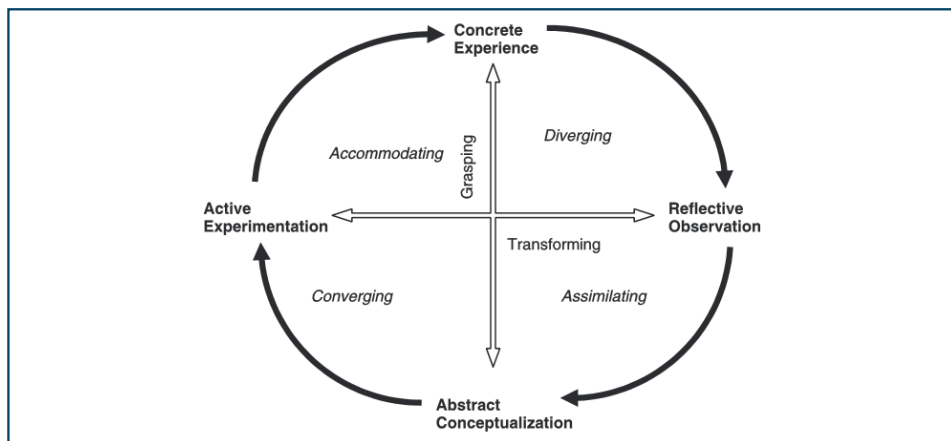 Concrete
Experience
Diverging
Accommodating
Grasping
Active
Experimentation
Reflective
Observation
Transforming
Converging
Assimilating
Abstract
Conceptualization